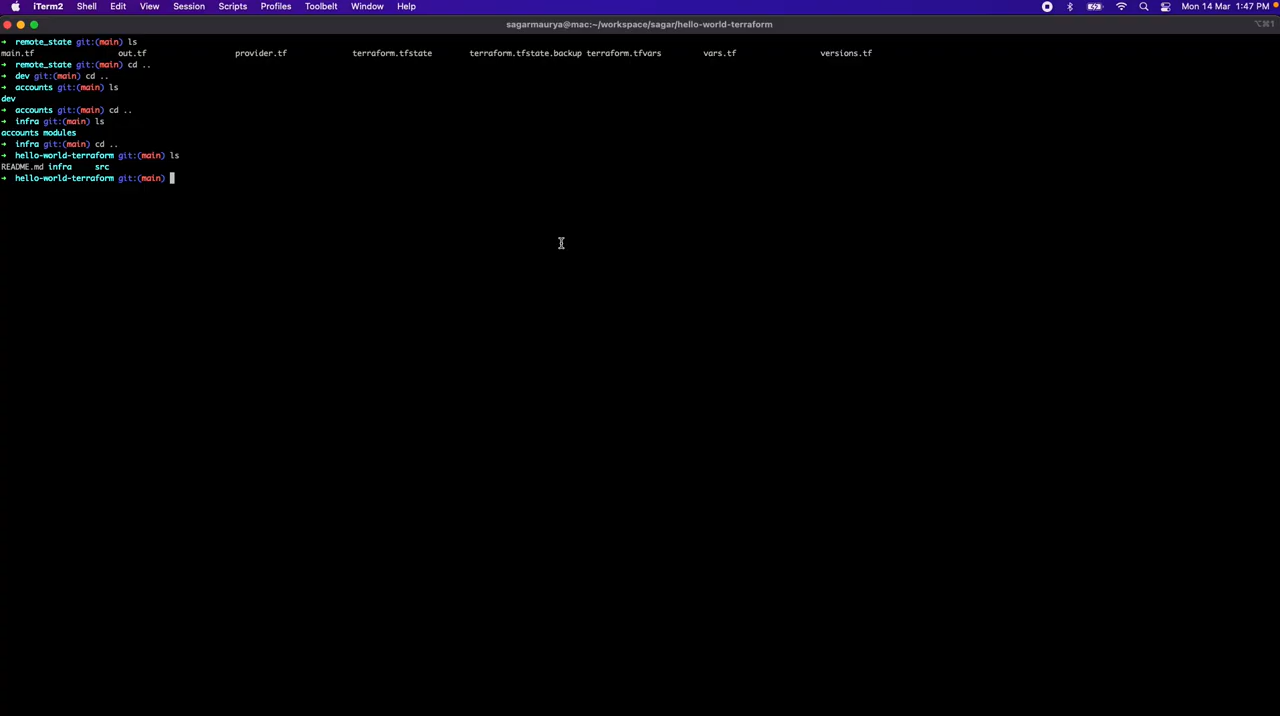 iTerm2 Shell Edit View Session Scripts Profiles Toolbelt Window Help Mon 14 Mar 1:47 PM
sagarmaurya@mac:~/workspace/sagar/hello-world-terraform ⌥⌘1
→ remote_state git:(main) ls
main.tf out.tf provider.tf terraform.tfstate terraform.tfstate.backup terraform.tfvars vars.tf versions.tf
→ remote_state git:(main) cd ..
→ dev git:(main) cd ..
→ accounts git:(main) ls
dev
→ accounts git:(main) cd ..
→ infra git:(main) ls
accounts modules
→ infra git:(main) cd ..
→ hello-world-terraform git:(main) ls
README.md infra src
→ hello-world-terraform git:(main)